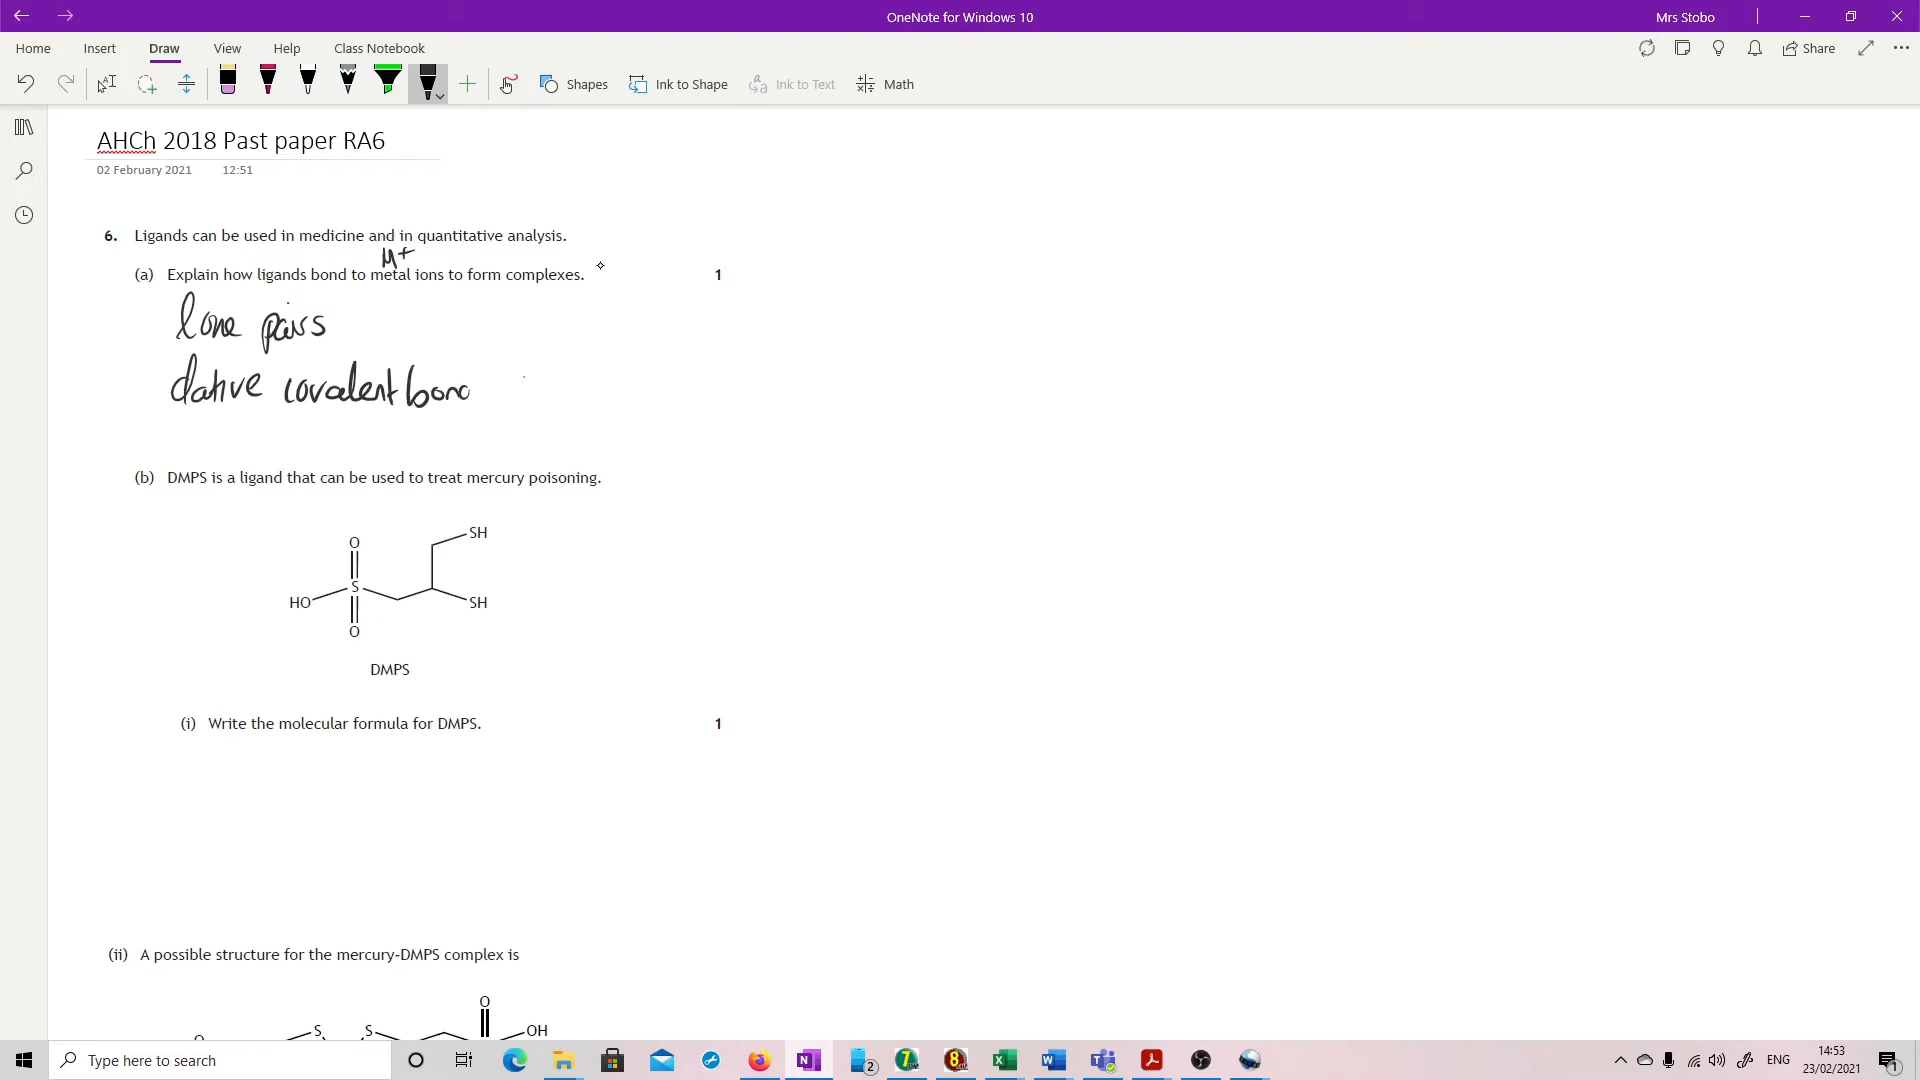 OneNote for Windows 10
Mrs Stobo
Home Insert Draw View Help Class Notebook
Share
Shapes Ink to Shape Ink to Text Math
AHCh 2018 Past paper RA6
02 February 2021 12:51
6. Ligands can be used in medicine and in quantitative analysis.
M+
(a) Explain how ligands bond to metal ions to form complexes. 1
lone pairs
dative covalent bond
(b) DMPS is a ligand that can be used to treat mercury poisoning.
O
SH
S
HO
SH
O
DMPS
(i) Write the molecular formula for DMPS. 1
(ii) A possible structure for the mercury-DMPS complex is
O
S S OH
O
Type here to search
2
7
8
ENG
14:53
23/02/2021
1